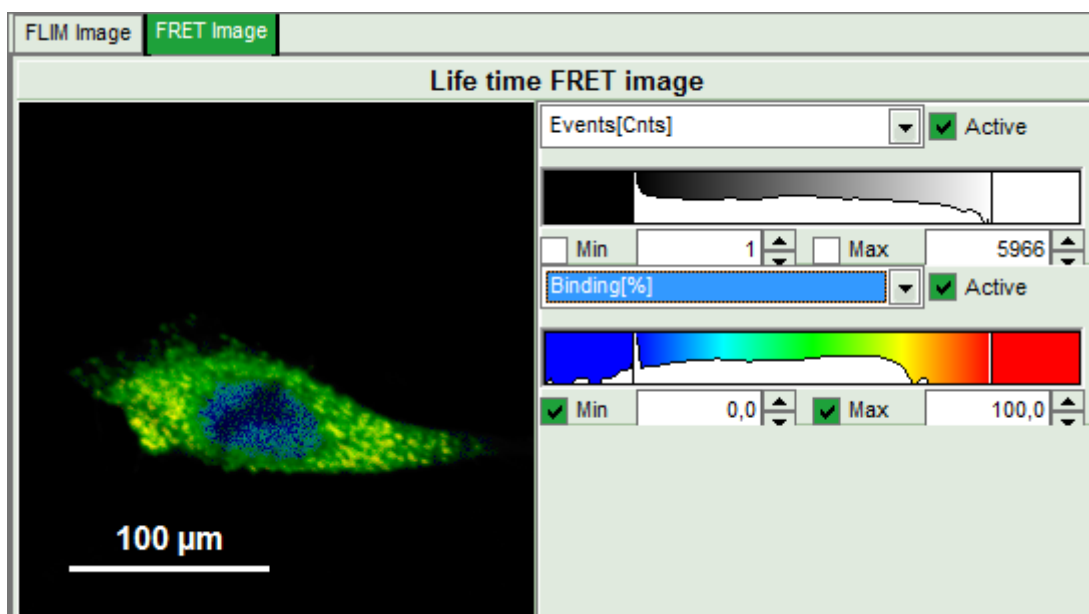 FLIM Image FRET Image
Life time FRET image
Events[Cnts] Active
Min 1 Max 5966
Binding[%] Active
Min 0,0 Max 100,0
100 µm